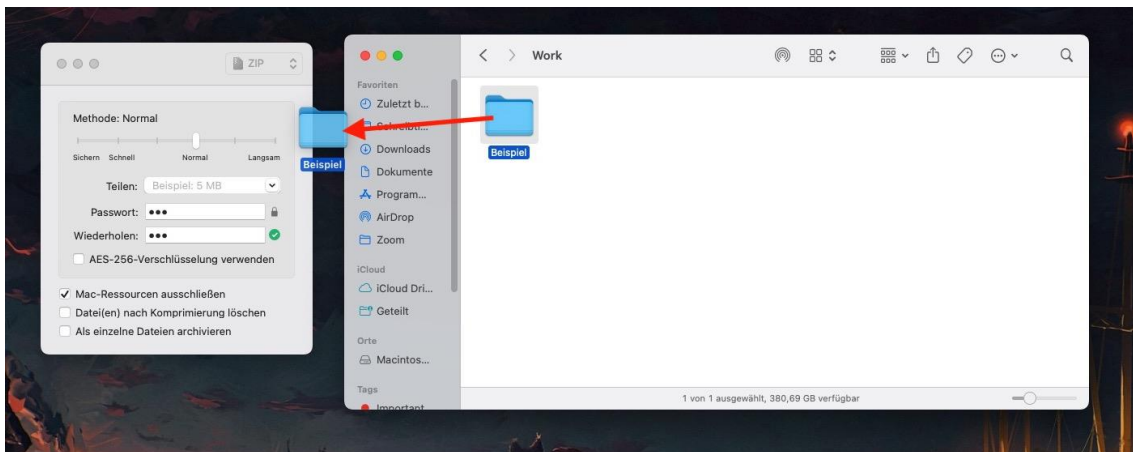 ZIP
Methode: Normal
Sichern Schnell Normal Langsam
Teilen: Beispiel: 5 MB
Passwort: •••
Wiederholen: •••
AES-256-Verschlüsselung verwenden
Mac-Ressourcen ausschließen
Datei(en) nach Komprimierung löschen
Als einzelne Dateien archivieren
Beispiel
Work
Favoriten
Zuletzt b...
Downloads
Dokumente
Program...
AirDrop
Zoom
iCloud
iCloud Dri...
Geteilt
Orte
Macintos...
Tags
Important
Beispiel
1 von 1 ausgewählt, 380,69 GB verfügbar